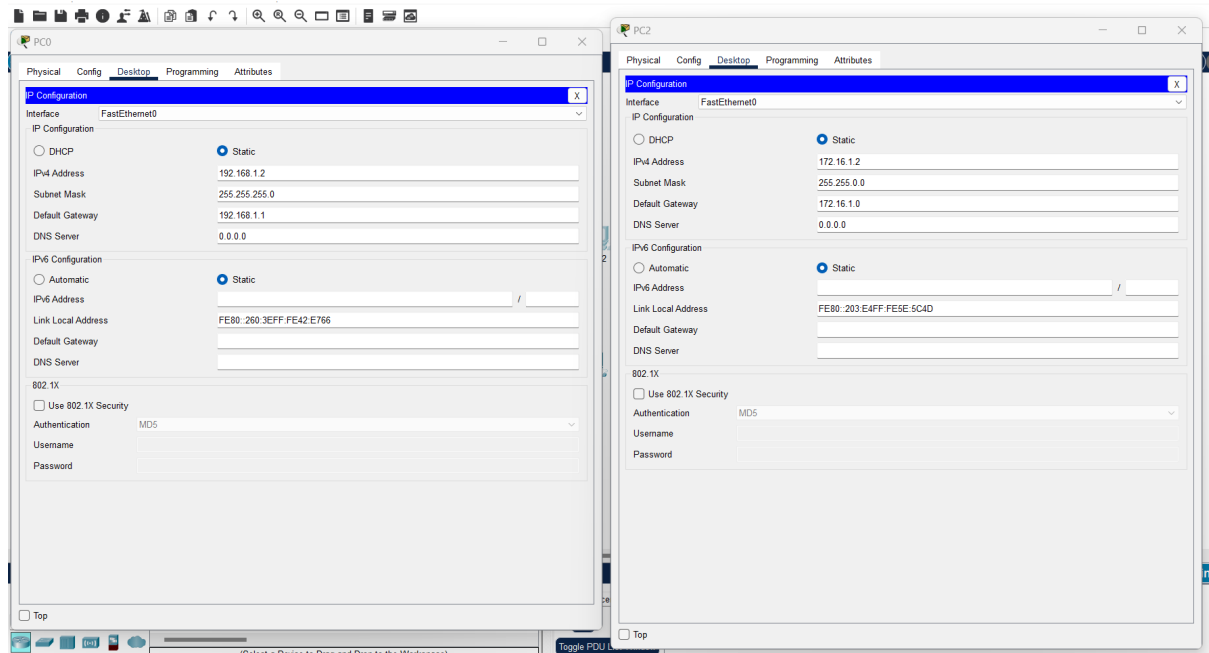 PC0
Physical Config Desktop Programming Attributes
IP Configuration X
Interface FastEthernet0
IP Configuration
DHCP Static
IPv4 Address 192.168.1.2
Subnet Mask 255.255.255.0
Default Gateway 192.168.1.1
DNS Server 0.0.0.0
IPv6 Configuration
Automatic Static
IPv6 Address /
Link Local Address FE80::260:3EFF:FE42:E766
Default Gateway
DNS Server
802.1X
Use 802.1X Security
Authentication MD5
Username
Password
Top
PC2
Physical Config Desktop Programming Attributes
IP Configuration X
Interface FastEthernet0
IP Configuration
DHCP Static
IPv4 Address 172.16.1.2
Subnet Mask 255.255.0.0
Default Gateway 172.16.1.0
DNS Server 0.0.0.0
IPv6 Configuration
Automatic Static
IPv6 Address /
Link Local Address FE80::203:E4FF:FE5E:5C4D
Default Gateway
DNS Server
802.1X
Use 802.1X Security
Authentication MD5
Username
Password
Top
Toggle PDU